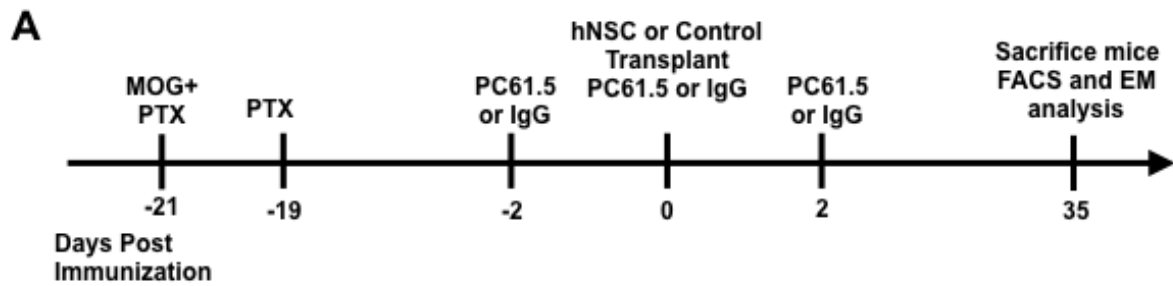 A
MOG+
PTX
PTX
PC61.5
or IgG
hNSC or Control
Transplant
PC61.5 or IgG
PC61.5
or IgG
Sacrifice mice
FACS and EM
analysis
-21
-19
-2
0
2
35
Days Post
Immunization